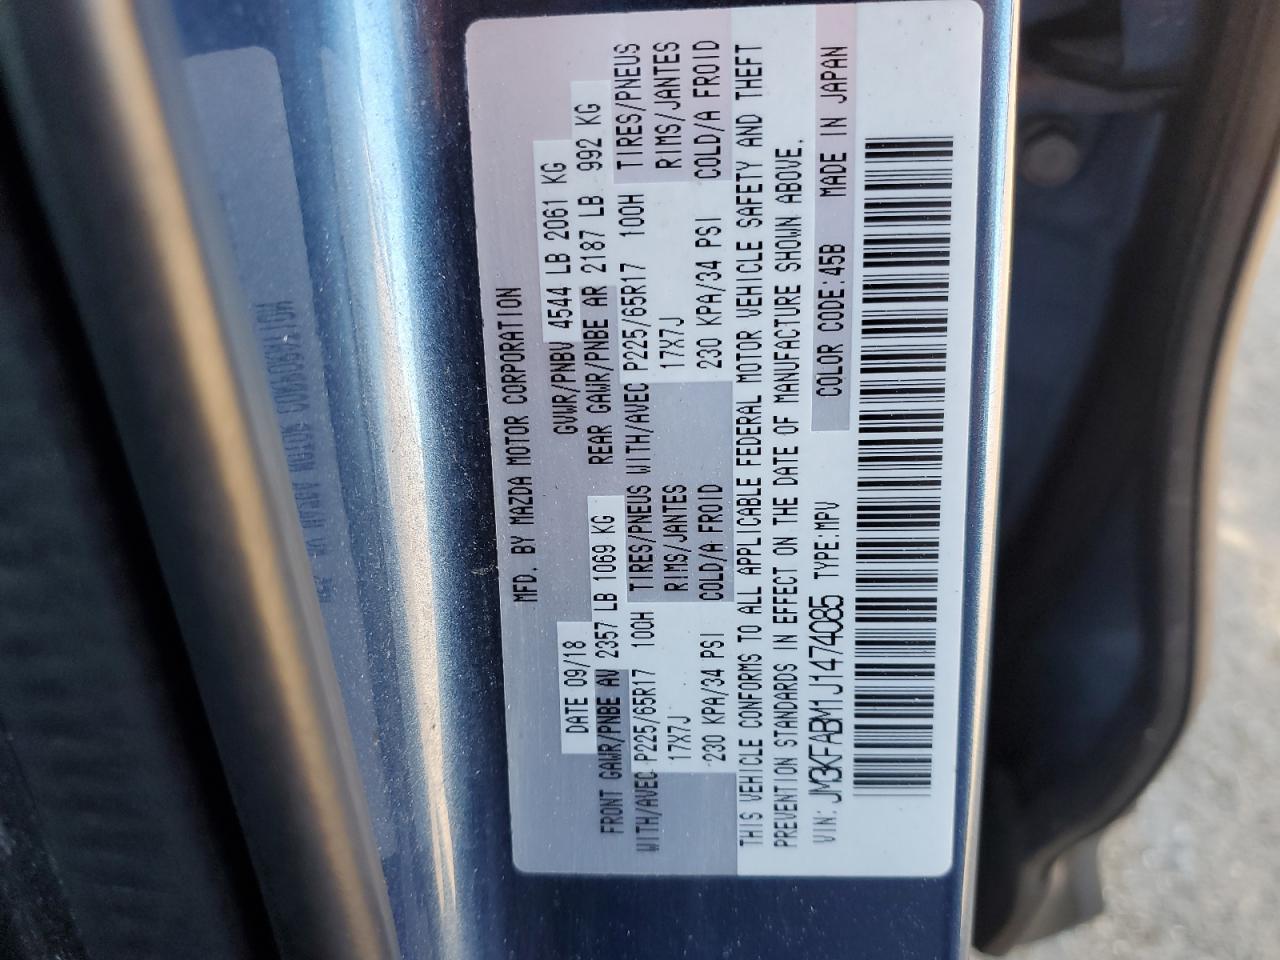 MFD. BY MAZDA MOTOR CORPORATION
DATE 09/18 GVWR/PNBV 4544 LB 2061 KG
FRONT GAWR/PNBE AV 2357 LB 1069 KG REAR GAWR/PNBE AR 2187 LB 992 KG
WITH/AVEC P225/65R17 100H TIRES/PNEUS WITH/AVEC P225/65R17 100H TIRES/PNEUS
17X7J RIMS/JANTES 17X7J RIMS/JANTES
230 KPA/34 PSI COLD/A FROID 230 KPA/34 PSI COLD/A FROID
THIS VEHICLE CONFORMS TO ALL APPLICABLE FEDERAL MOTOR VEHICLE SAFETY AND THEFT
PREVENTION STANDARDS IN EFFECT ON THE DATE OF MANUFACTURE SHOWN ABOVE.
VIN: JM3KFABM1J1474085 TYPE:MPV COLOR CODE:45B MADE IN JAPAN